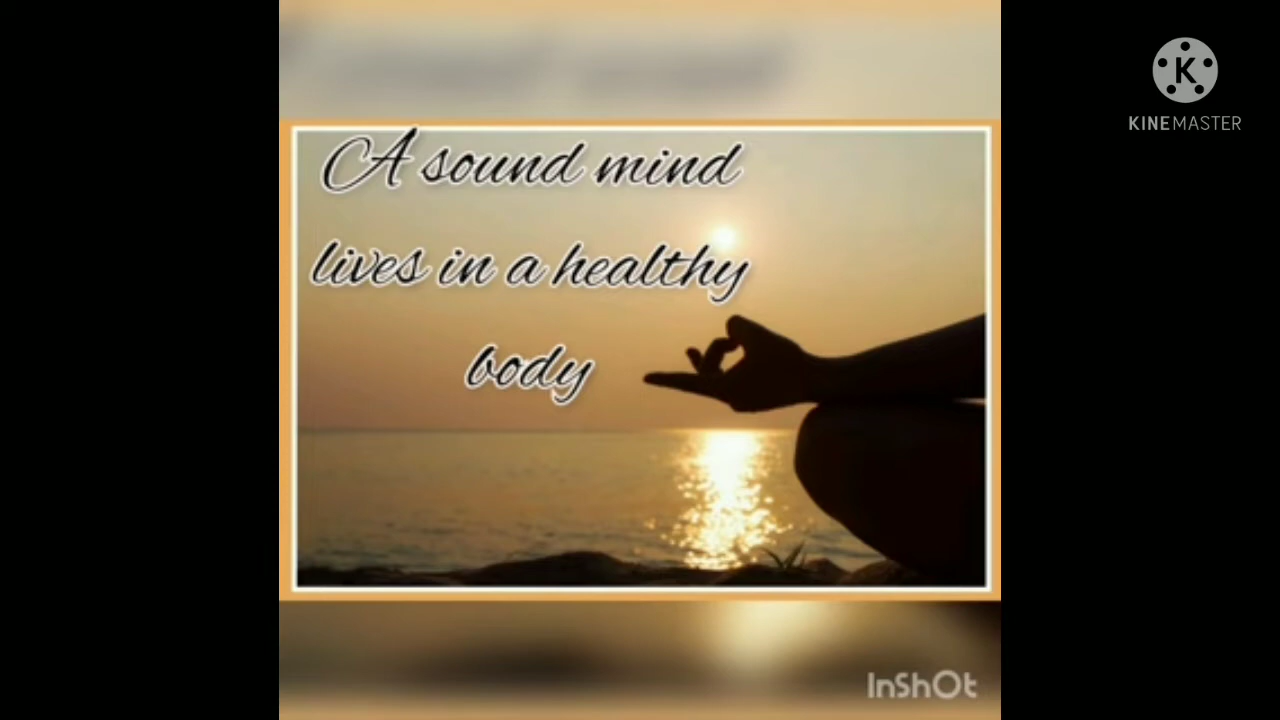 A sound mind
lives in a healthy
body
KINEMASTER
InShOt